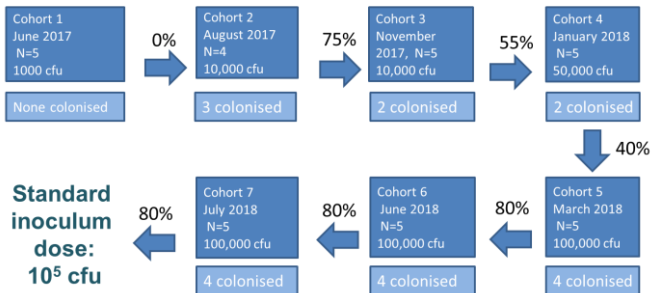 Cohort 1
June 2017
N=5
1000 cfu
None colonised
0%
Cohort 2
August 2017
N=4
10,000 cfu
3 colonised
75%
Cohort 3
November
2017, N=5
10,000 cfu
2 colonised
55%
Cohort 4
January 2018
N=5
50,000 cfu
2 colonised
40%
Cohort 5
March 2018
N=5
100,000 cfu
4 colonised
80%
Cohort 6
June 2018
N=5
100,000 cfu
4 colonised
80%
Cohort 7
July 2018
N=5
100,000 cfu
4 colonised
80%
Standard
inoculum
dose:
10⁵ cfu